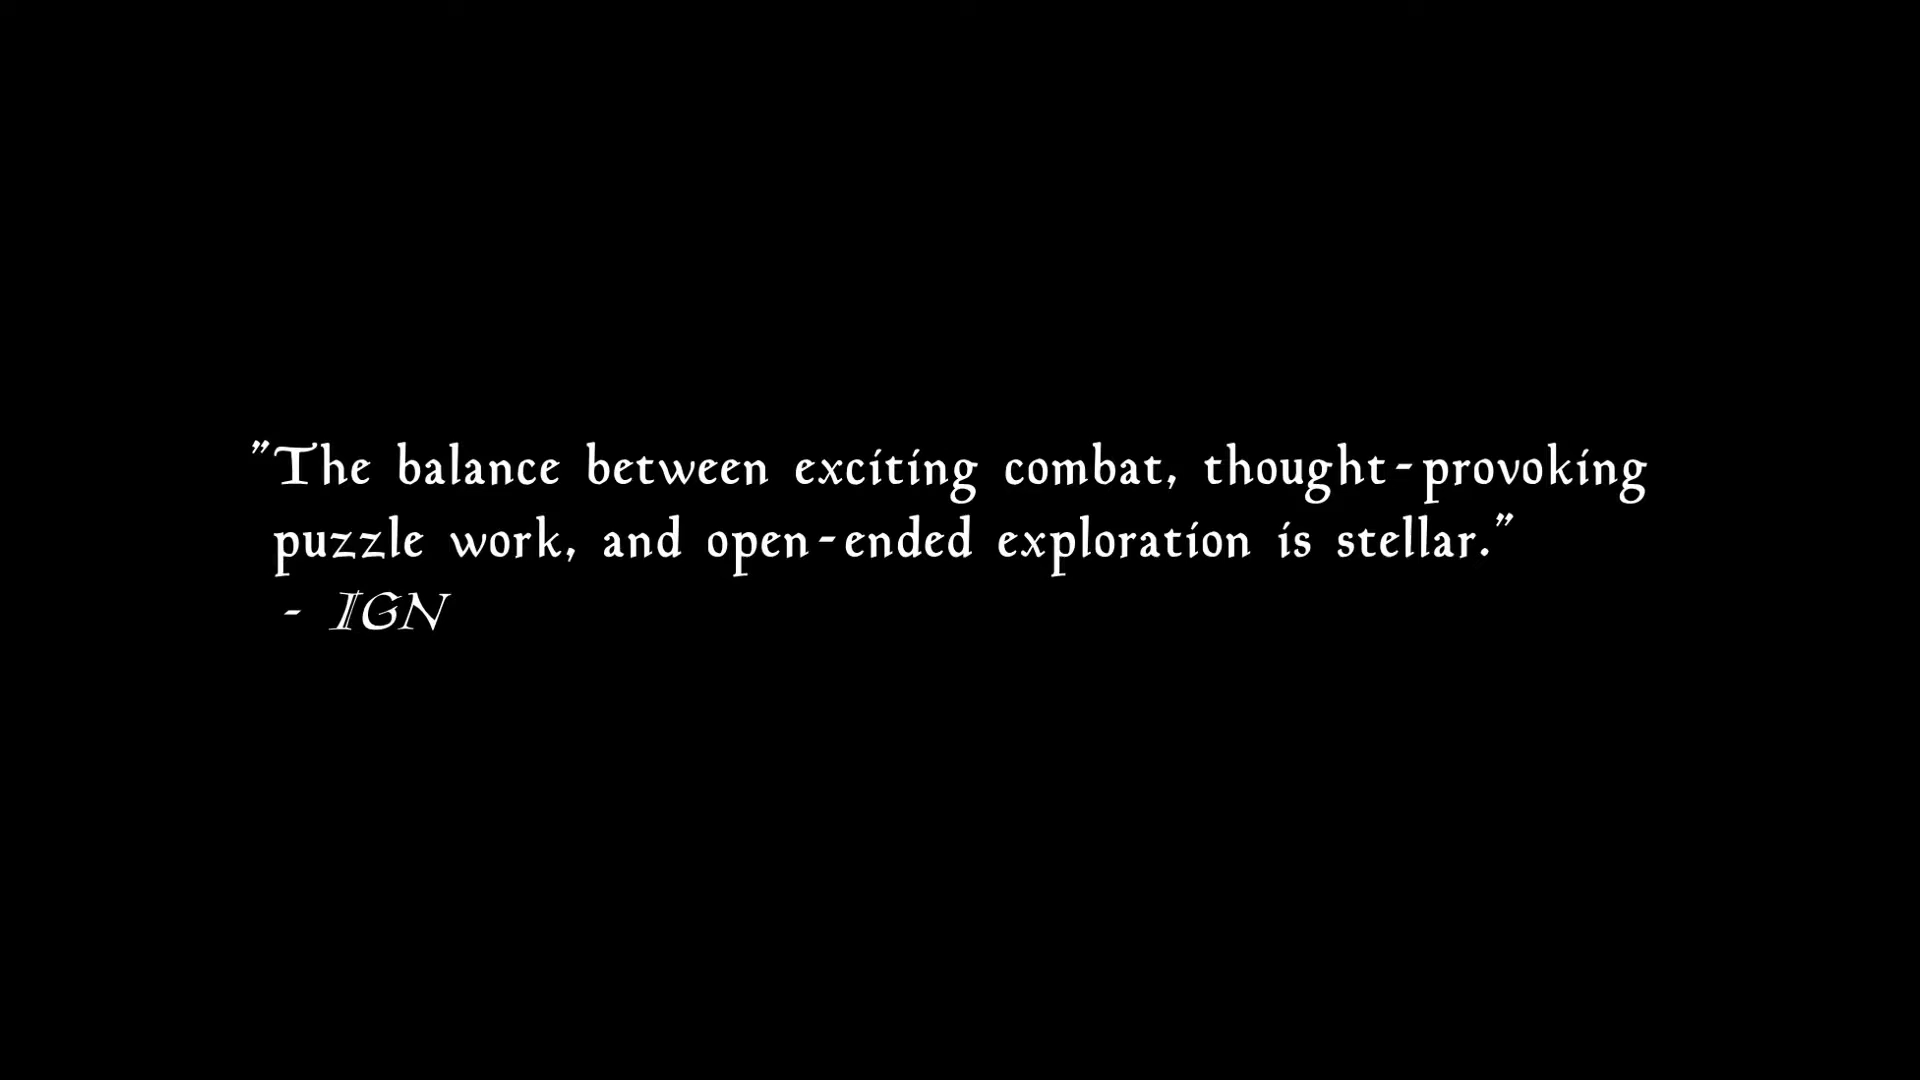 "The balance between exciting combat, thought-provoking
puzzle work, and open-ended exploration is stellar."
- IGN